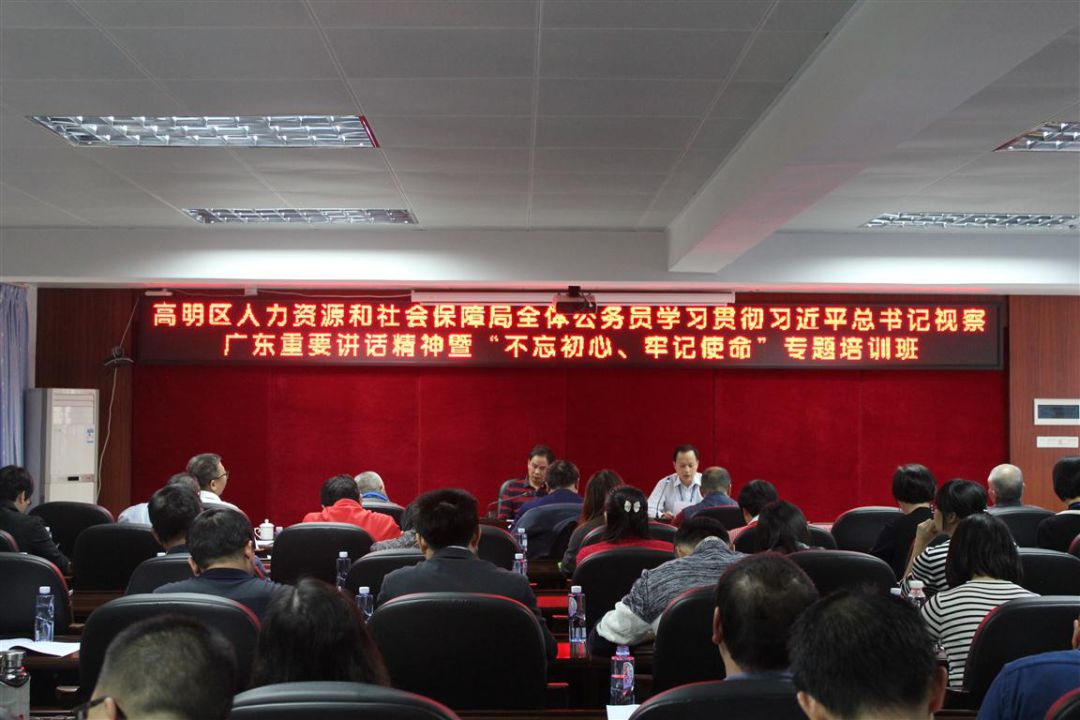 高明区人力资源和社会保障局全体公务员学习贯彻习近平总书记视察
广东重要讲话精神暨“不忘初心、牢记使命”专题培训班